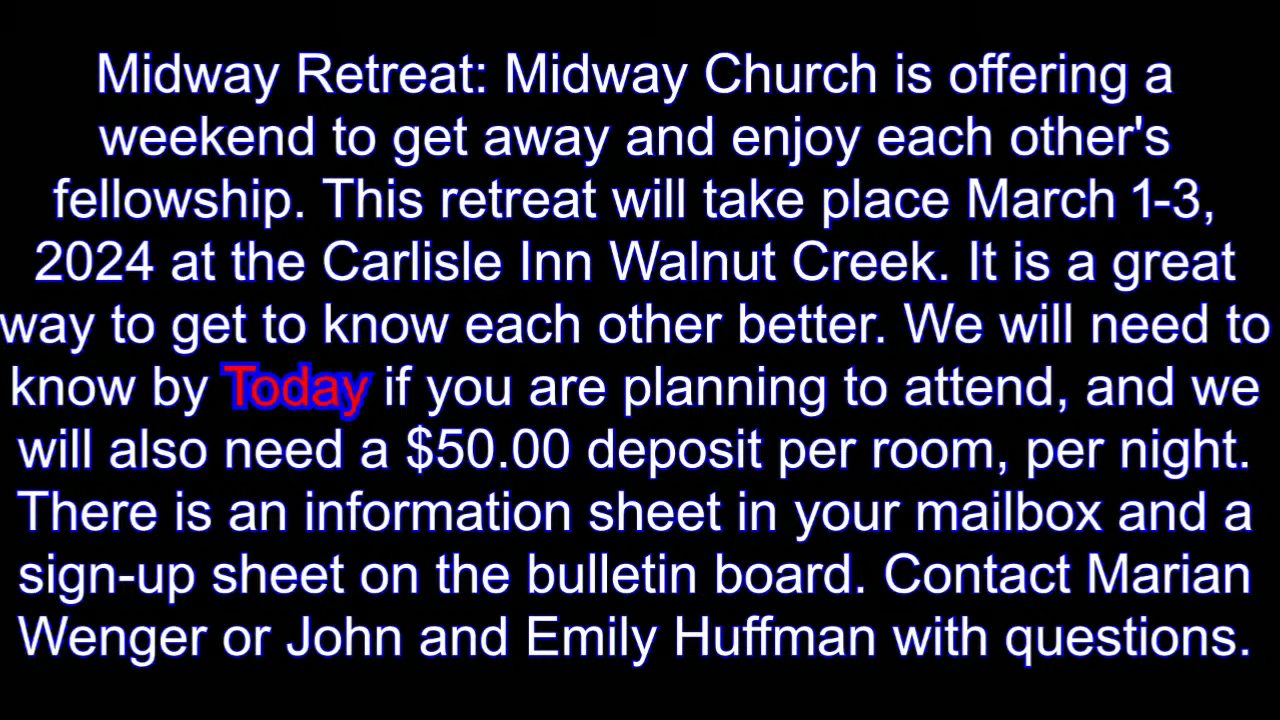 Midway Retreat: Midway Church is offering a
weekend to get away and enjoy each other's
fellowship. This retreat will take place March 1-3,
2024 at the Carlisle Inn Walnut Creek. It is a great
way to get to know each other better. We will need to
know by Today if you are planning to attend, and we
will also need a $50.00 deposit per room, per night.
There is an information sheet in your mailbox and a
sign-up sheet on the bulletin board. Contact Marian
Wenger or John and Emily Huffman with questions.